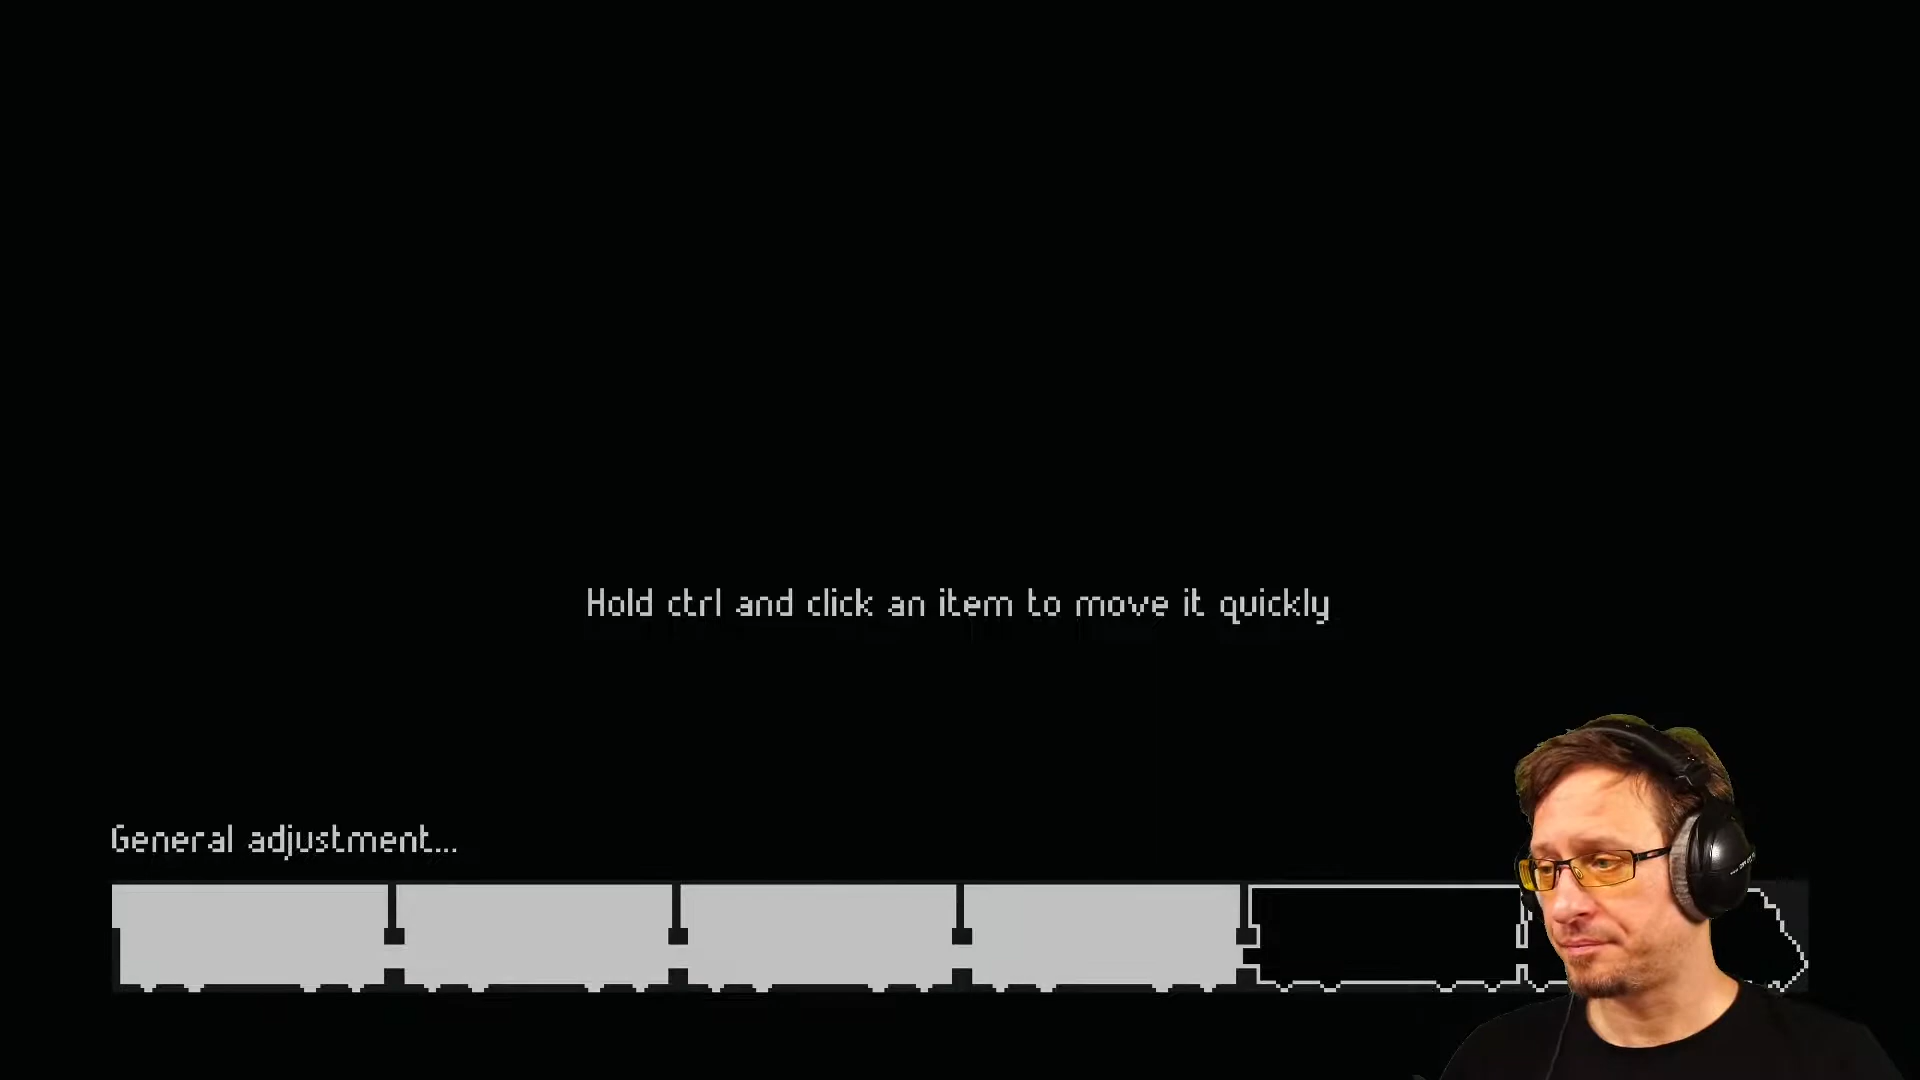 Hold ctrl and click an item to move it quickly
General adjustment...